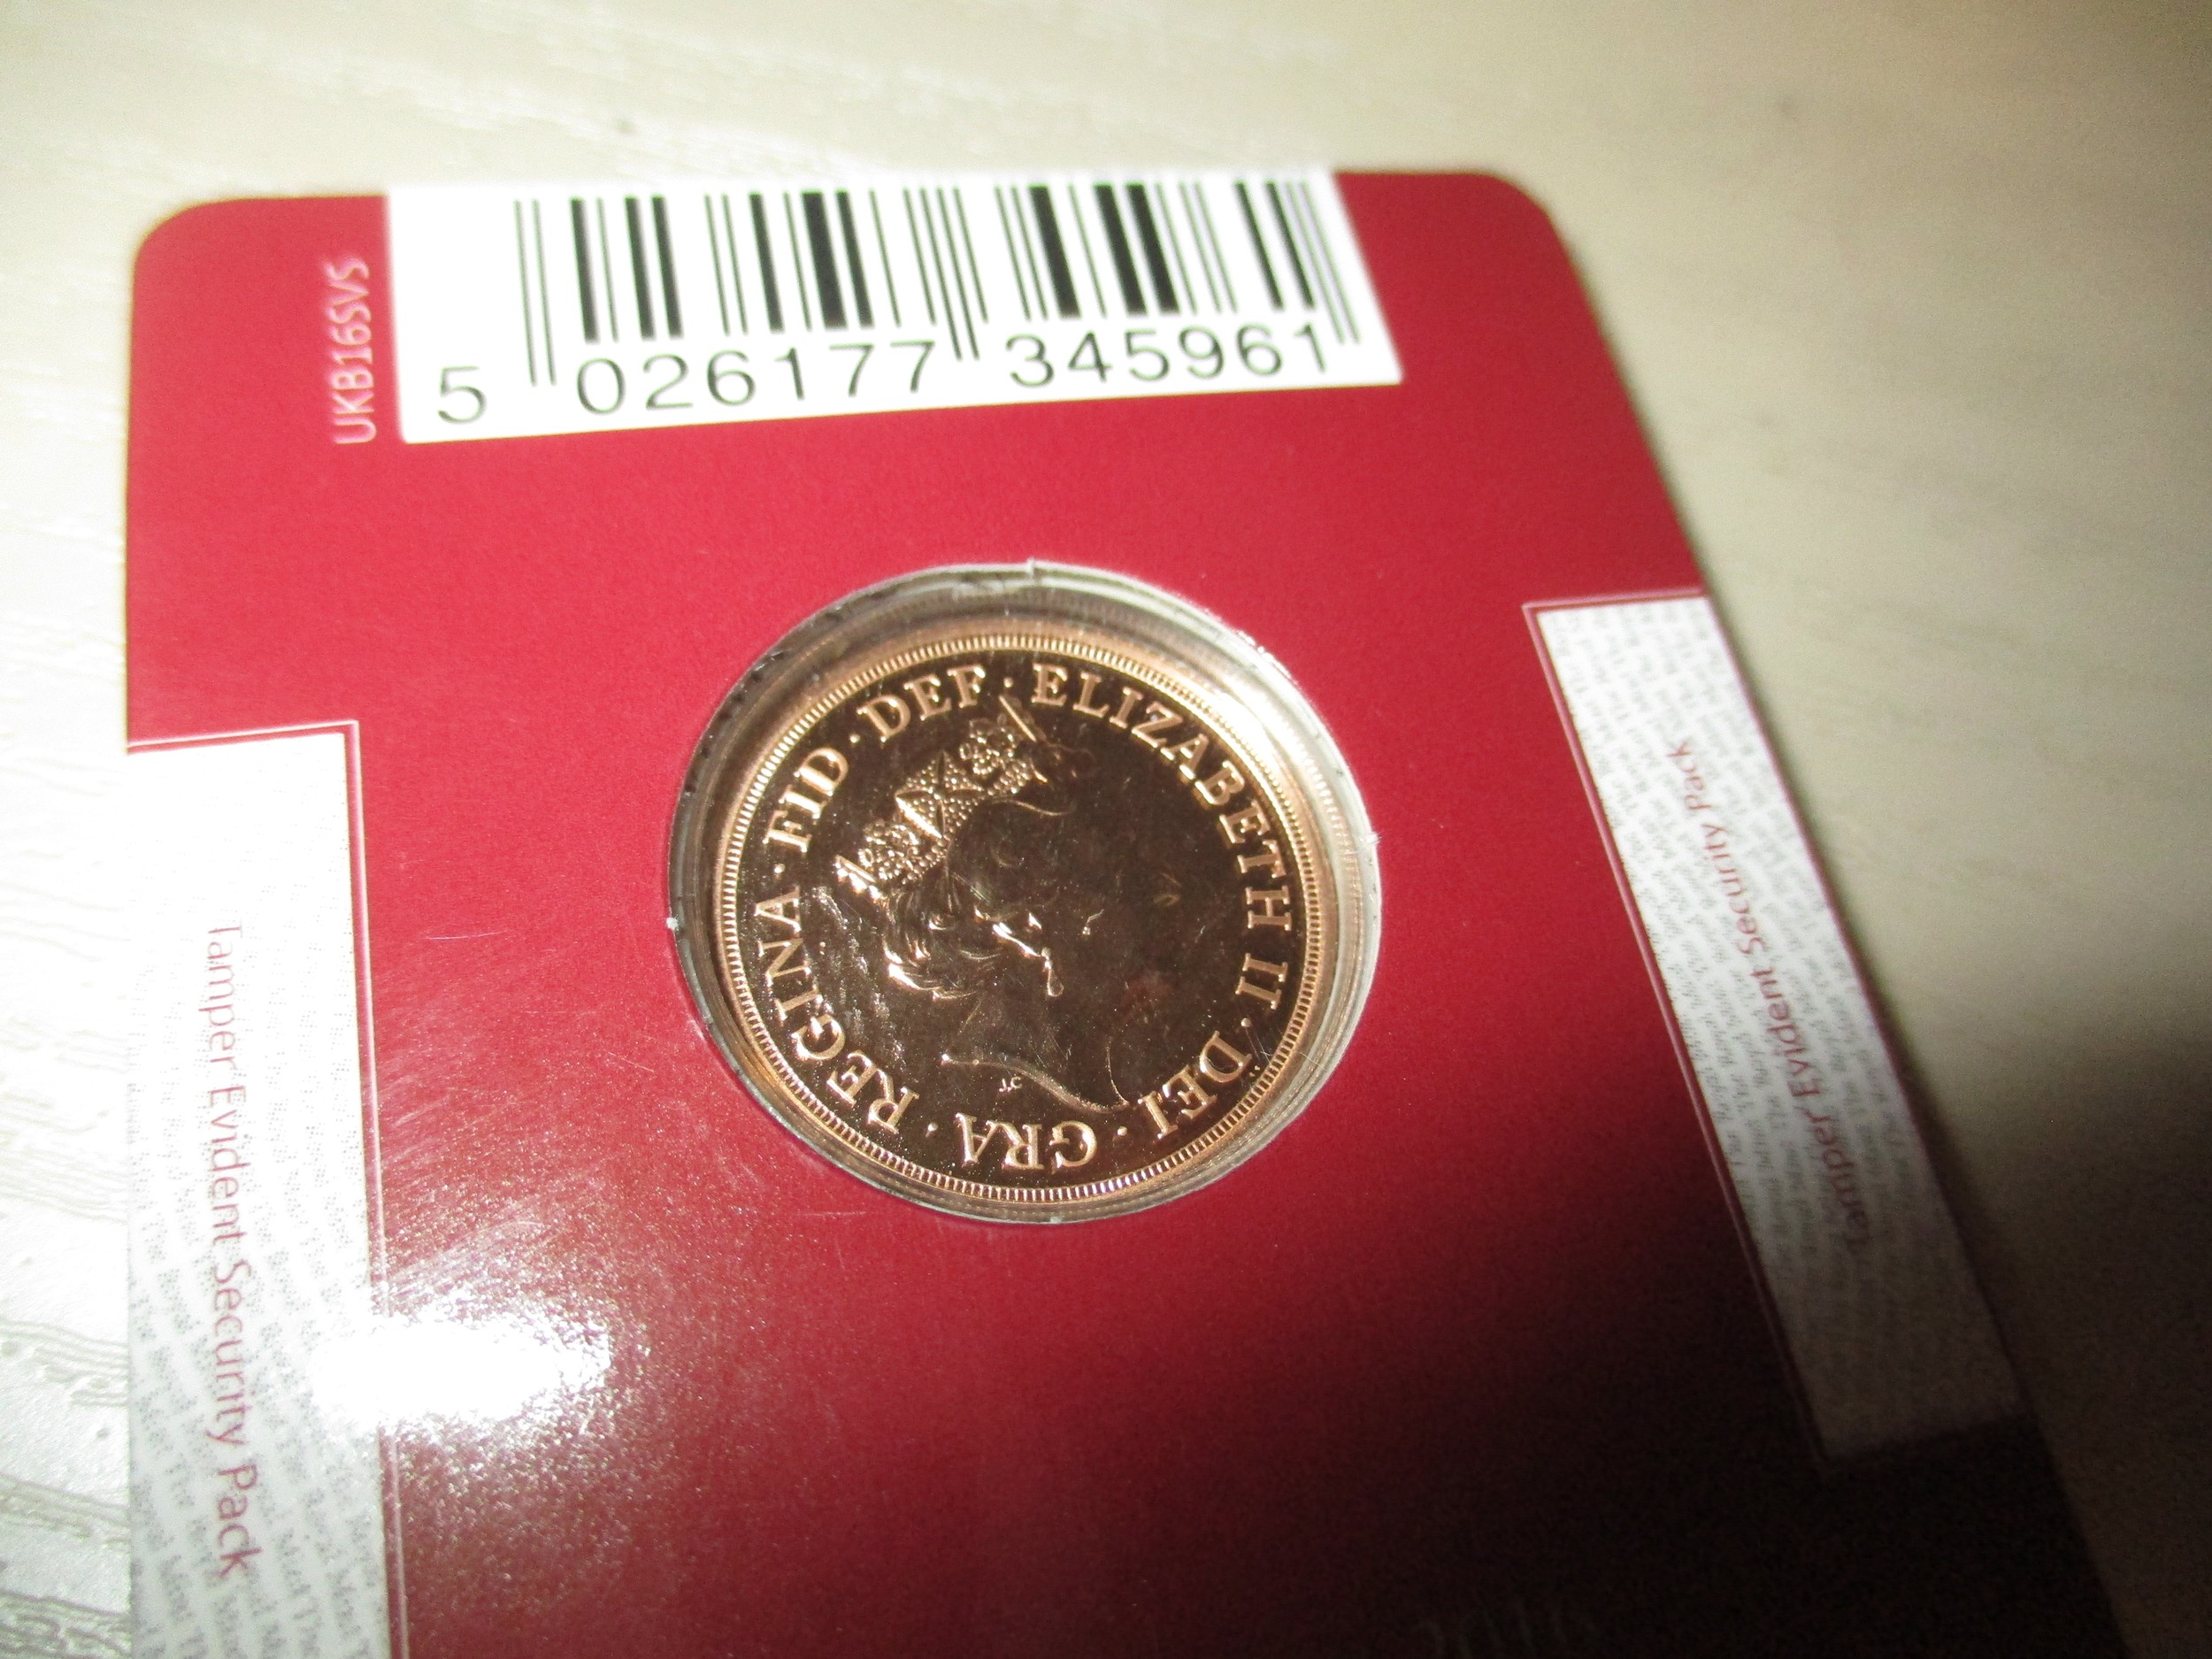 UKB16SVS
5 026177 345961
ELIZABETH II · DEI · GRA · REGINA · FID · DEF ·
J.C
Tamper Evident Security Pack
Tamper Evident Security Pack